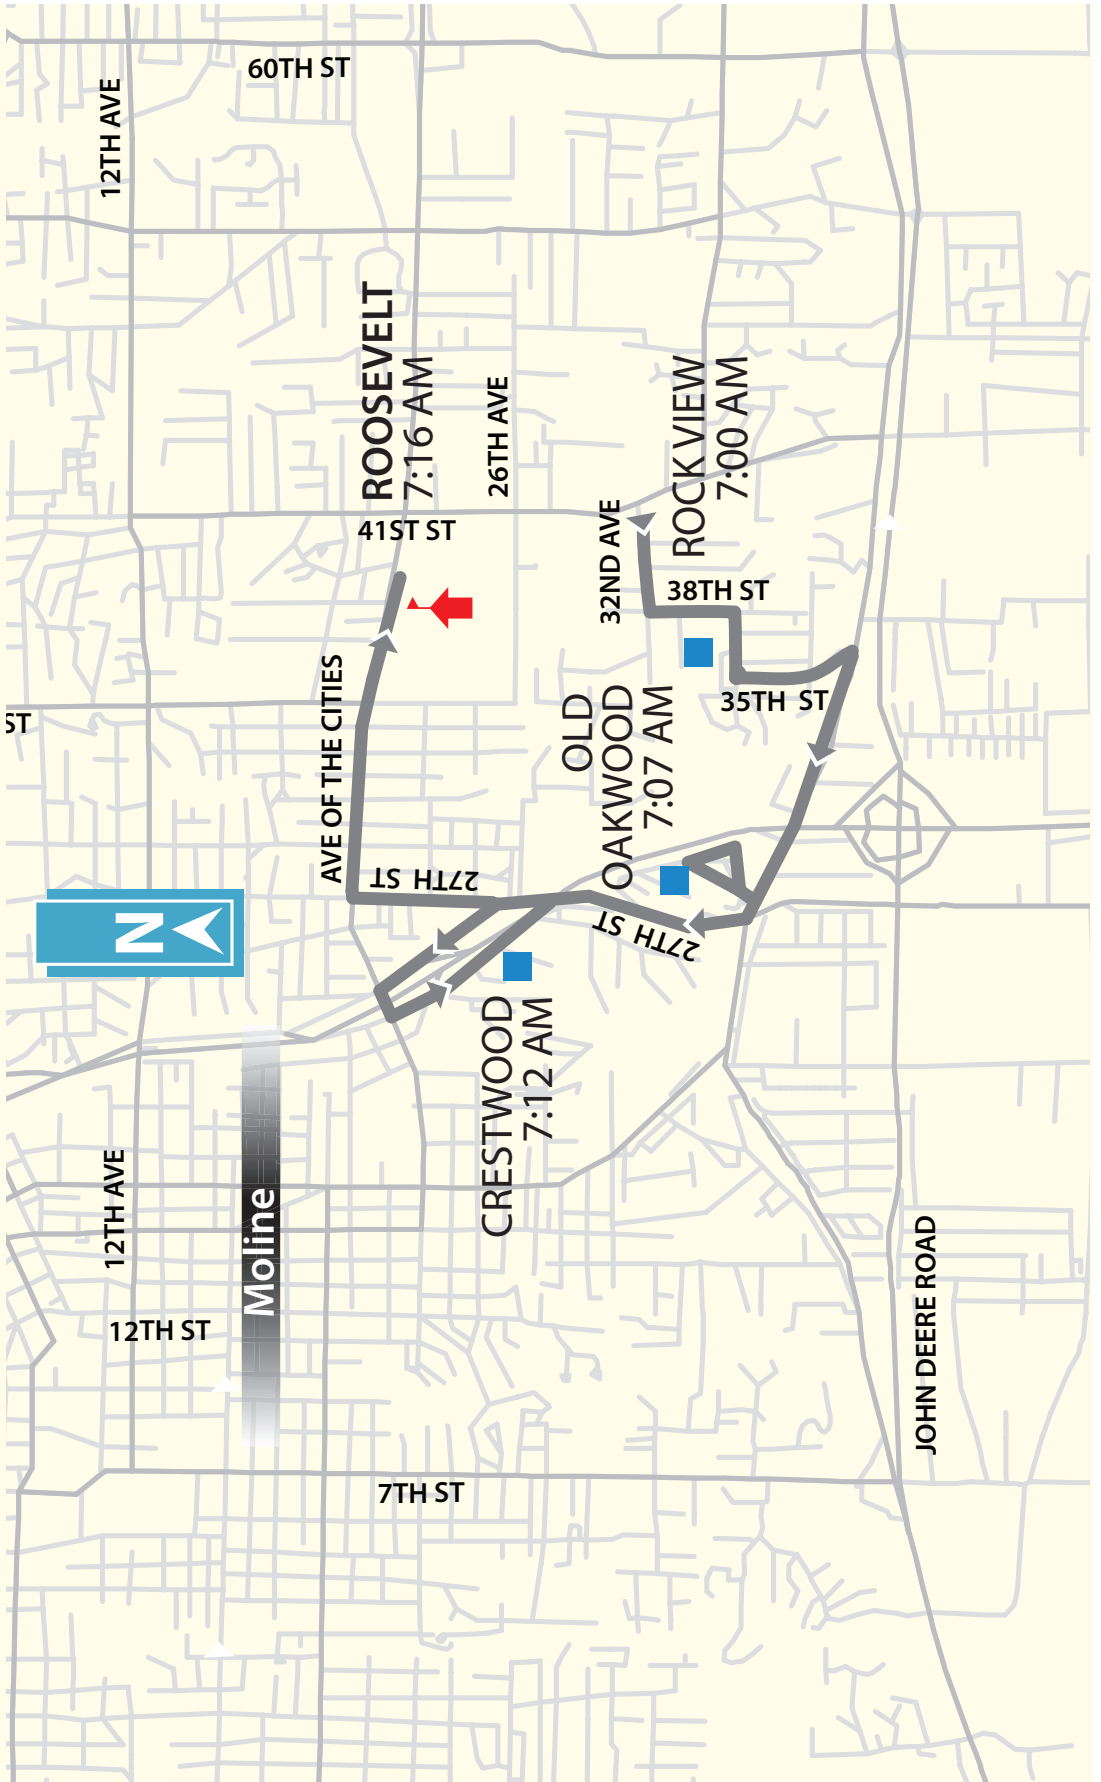 60TH ST
12TH AVE
ROOSEVELT
7:16 AM
26TH AVE
41ST ST
ROCK VIEW
7:00 AM
32ND AVE
38TH ST
35TH ST
ST
AVE OF THE CITIES
OLD
OAKWOOD
7:07 AM
27TH ST
27TH ST
N
CRESTWOOD
7:12 AM
12TH AVE
Moline
12TH ST
JOHN DEERE ROAD
7TH ST